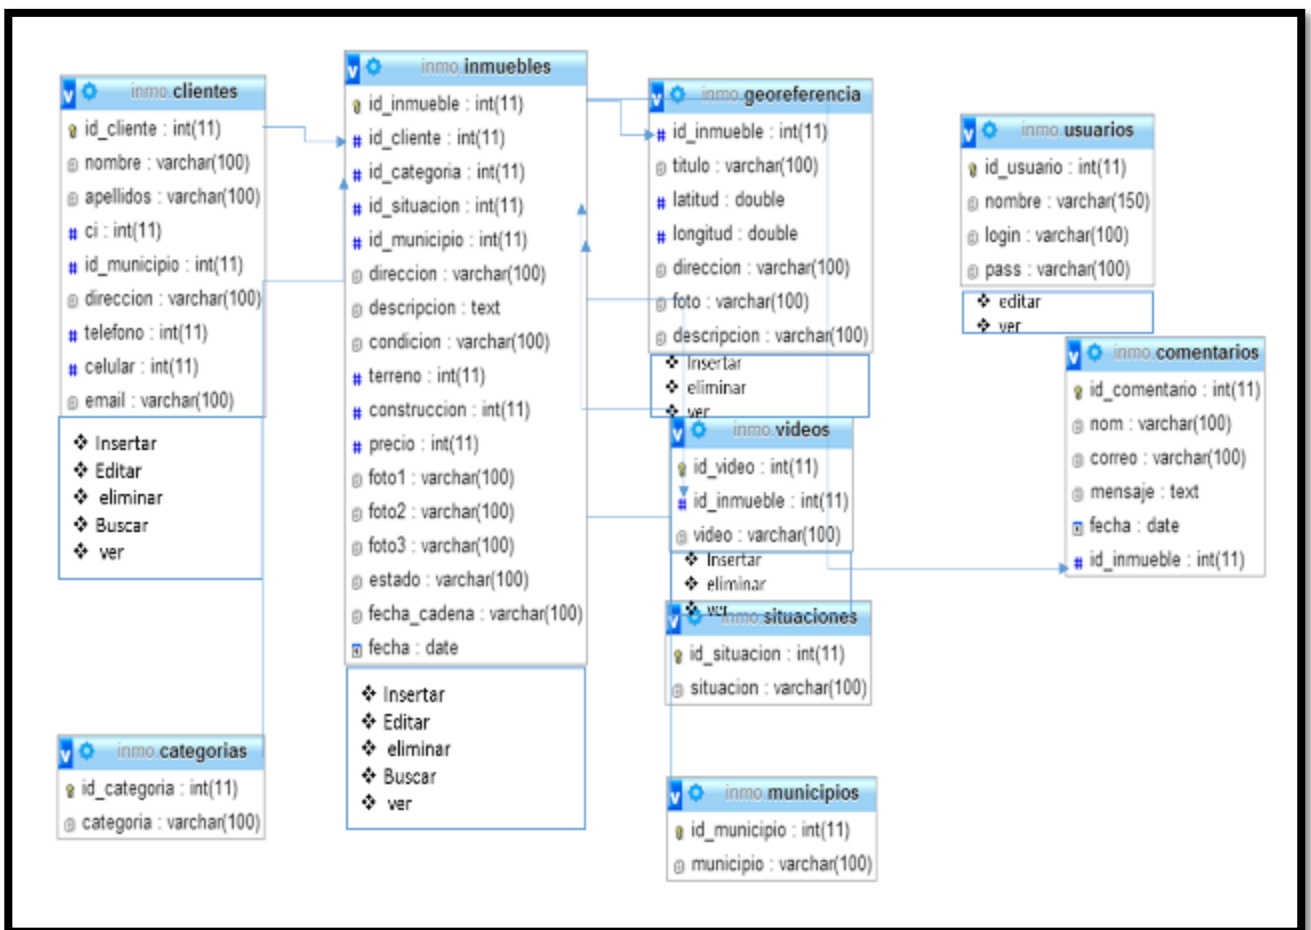 inmo.clientes
id_cliente : int(11)
nombre : varchar(100)
apellidos : varchar(100)
ci : int(11)
id_municipio : int(11)
direccion : varchar(100)
telefono : int(11)
celular : int(11)
email : varchar(100)
❖ Insertar
❖ Editar
❖ eliminar
❖ Buscar
❖ ver
inmo.categorias
id_categoria : int(11)
categoria : varchar(100)
inmo.inmuebles
id_inmueble : int(11)
id_cliente : int(11)
id_categoria : int(11)
id_situacion : int(11)
id_municipio : int(11)
direccion : varchar(100)
descripcion : text
condicion : varchar(100)
terreno : int(11)
construccion : int(11)
precio : int(11)
foto1 : varchar(100)
foto2 : varchar(100)
foto3 : varchar(100)
estado : varchar(100)
fecha_cadena : varchar(100)
fecha : date
❖ Insertar
❖ Editar
❖ eliminar
❖ Buscar
❖ ver
inmo.georeferencia
id_inmueble : int(11)
titulo : varchar(100)
latitud : double
longitud : double
direccion : varchar(100)
foto : varchar(100)
descripcion : varchar(100)
❖ Insertar
❖ eliminar
❖ ver
inmo.videos
id_video : int(11)
id_inmueble : int(11)
video : varchar(100)
❖ Insertar
❖ eliminar
❖ ver
inmo.situaciones
id_situacion : int(11)
situacion : varchar(100)
inmo.municipios
id_municipio : int(11)
municipio : varchar(100)
inmo.usuarios
id_usuario : int(11)
nombre : varchar(150)
login : varchar(100)
pass : varchar(100)
❖ editar
❖ ver
inmo.comentarios
id_comentario : int(11)
nom : varchar(100)
correo : varchar(100)
mensaje : text
fecha : date
id_inmueble : int(11)